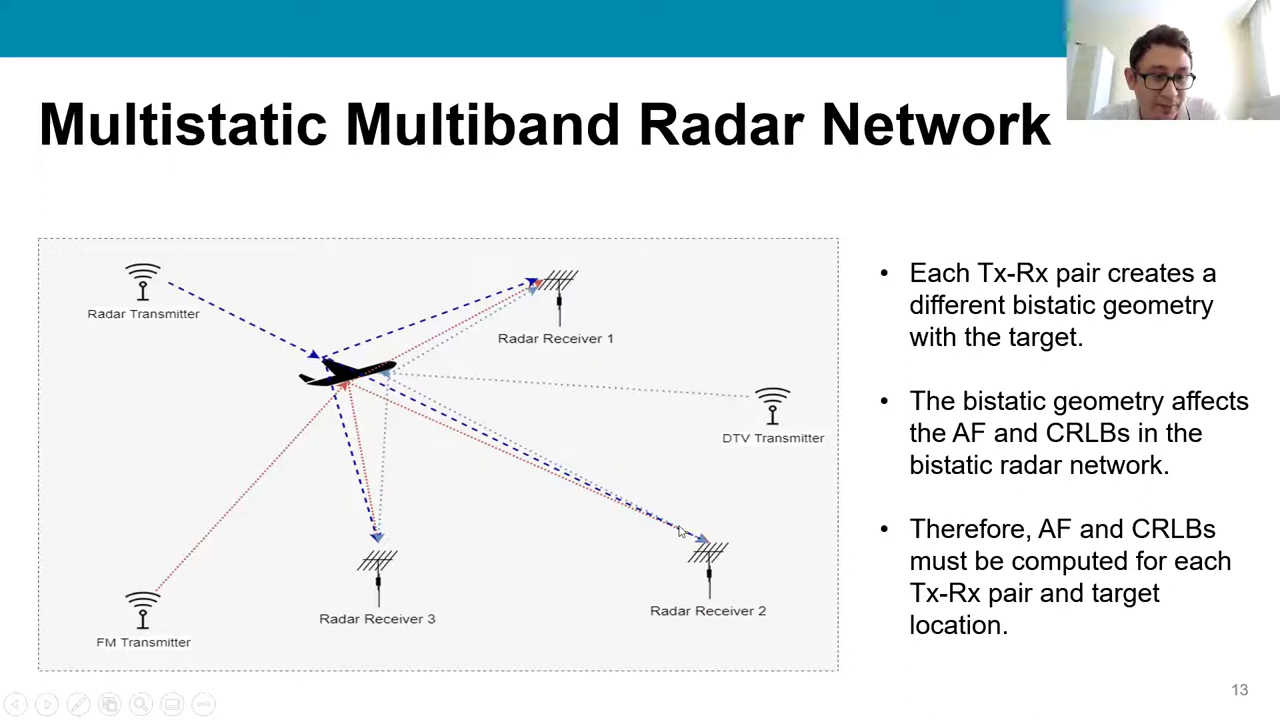 Multistatic Multiband Radar Network
Radar Transmitter
Radar Receiver 1
DTV Transmitter
Radar Receiver 3
Radar Receiver 2
FM Transmitter
• Each Tx-Rx pair creates a
different bistatic geometry
with the target.
• The bistatic geometry affects
the AF and CRLBs in the
bistatic radar network.
• Therefore, AF and CRLBs
must be computed for each
Tx-Rx pair and target
location.
13